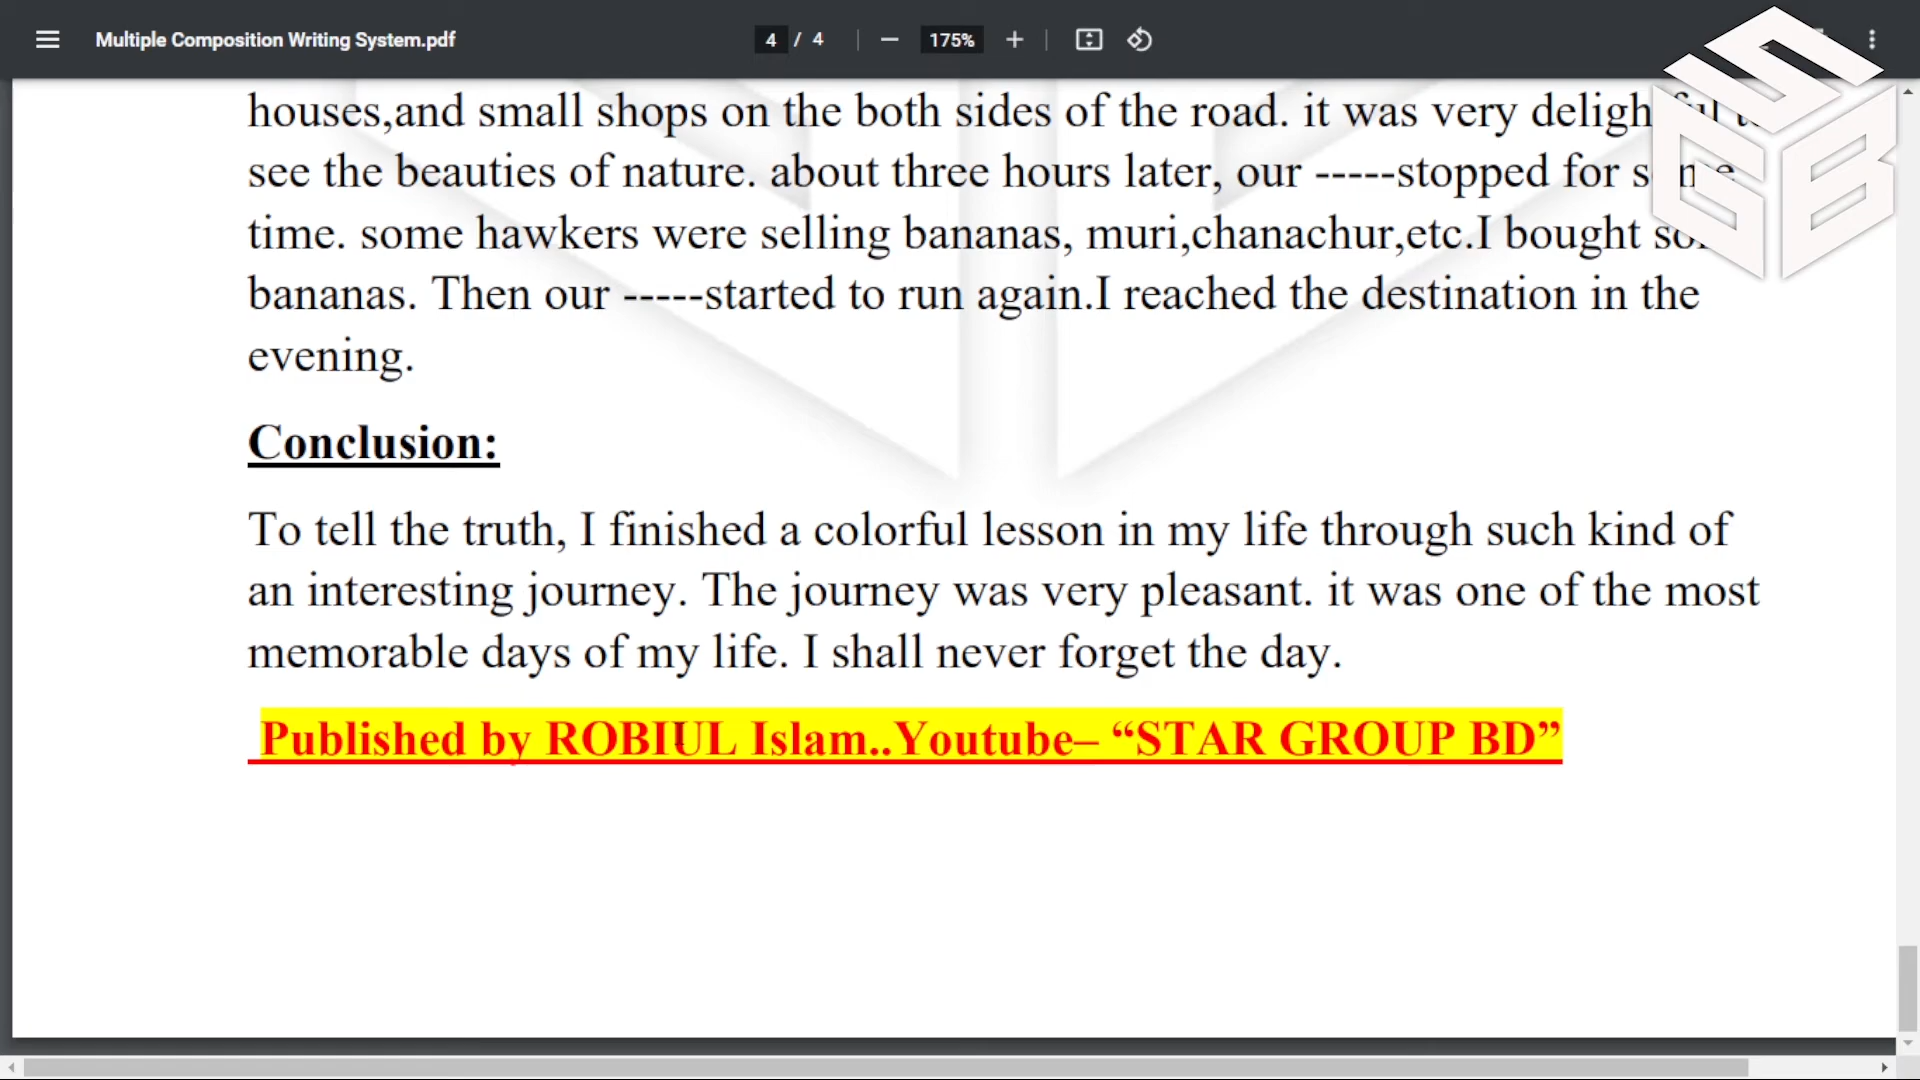 Multiple Composition Writing System.pdf
4 / 4
175%
houses,and small shops on the both sides of the road. it was very delightful to
see the beauties of nature. about three hours later, our -----stopped for some
time. some hawkers were selling bananas, muri,chanachur,etc.I bought
bananas. Then our -----started to run again.I reached the destination in the
evening.
Conclusion:
To tell the truth, I finished a colorful lesson in my life through such kind of
an interesting journey. The journey was very pleasant. it was one of the most
memorable days of my life. I shall never forget the day.
Published by ROBIUL Islam..Youtube– “STAR GROUP BD”
SGB